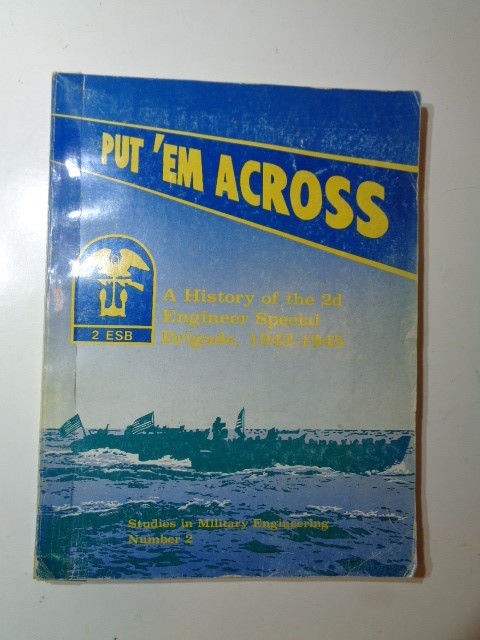 PUT 'EM ACROSS
2 ESB
A History of the 2d
Engineer Special
Brigade, 1942-1945
Studies in Military Engineering
Number 2